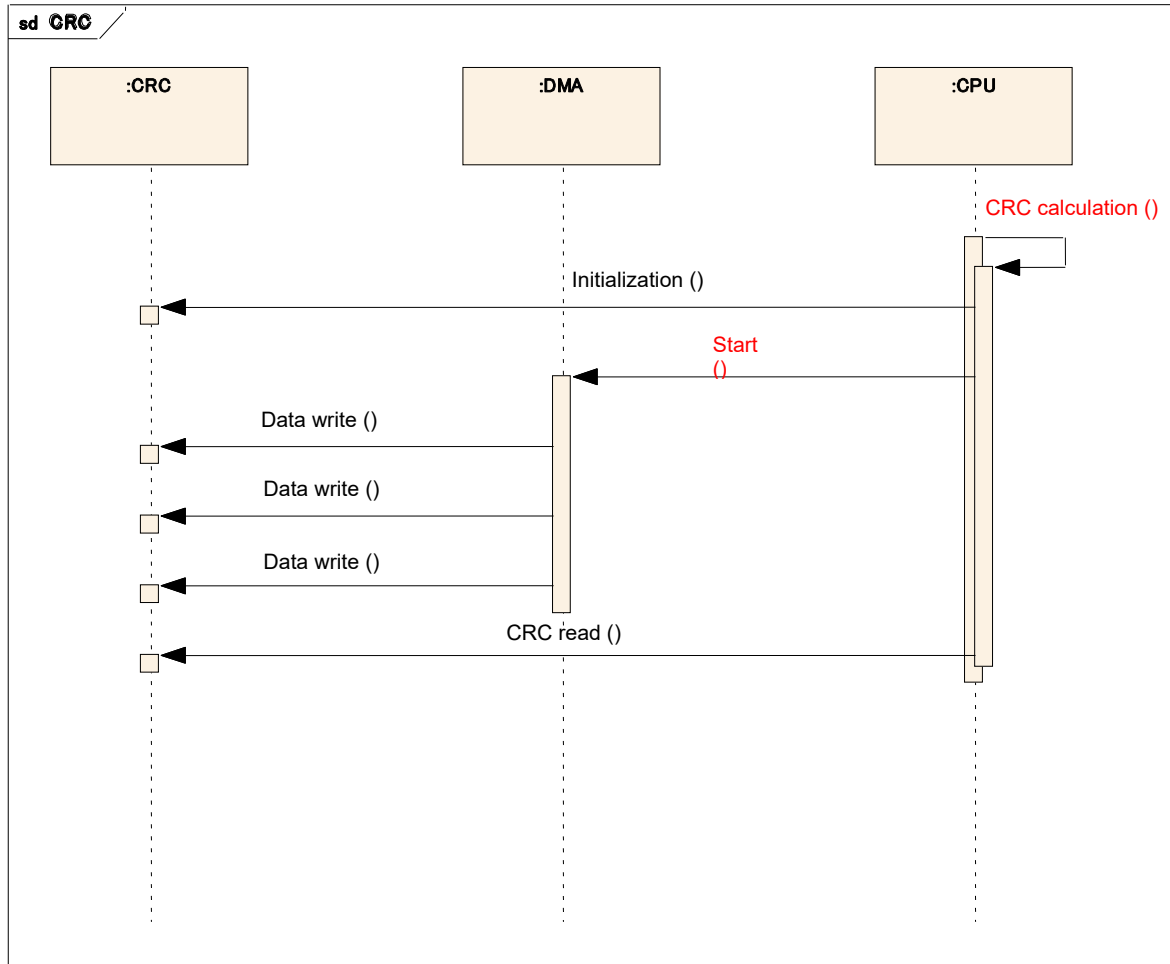 sd CRC
:CRC
:DMA
:CPU
CRC calculation ()
Initialization ()
Start
()
Data write ()
Data write ()
Data write ()
CRC read ()